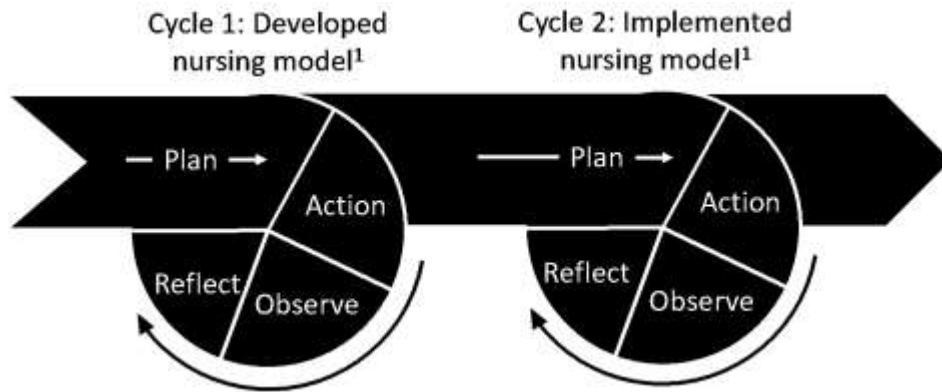 Cycle 1: Developed
nursing model¹
Cycle 2: Implemented
nursing model¹
Plan
Action
Reflect
Observe
Plan
Action
Reflect
Observe